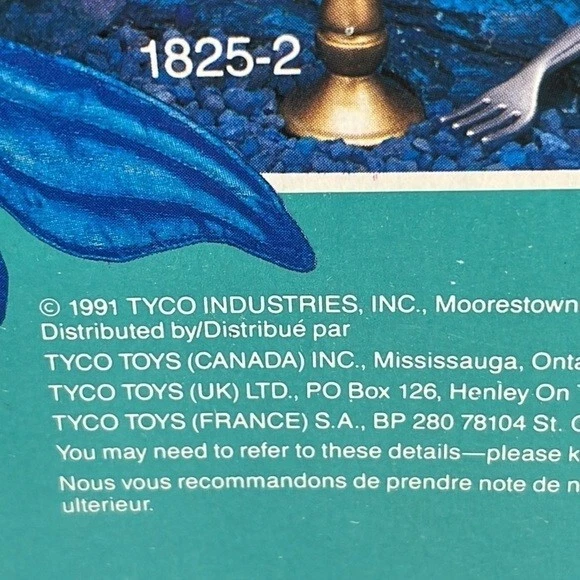 1825-2
© 1991 TYCO INDUSTRIES, INC., Moorestown
Distributed by/Distribué par
TYCO TOYS (CANADA) INC., Mississauga,
TYCO TOYS (UK) LTD., PO Box 126, Henley On
TYCO TOYS (FRANCE) S.A., BP 280 78104 St.
You may need to refer to these details—please
Nous vous recommandons de prendre note de
ulterieur.